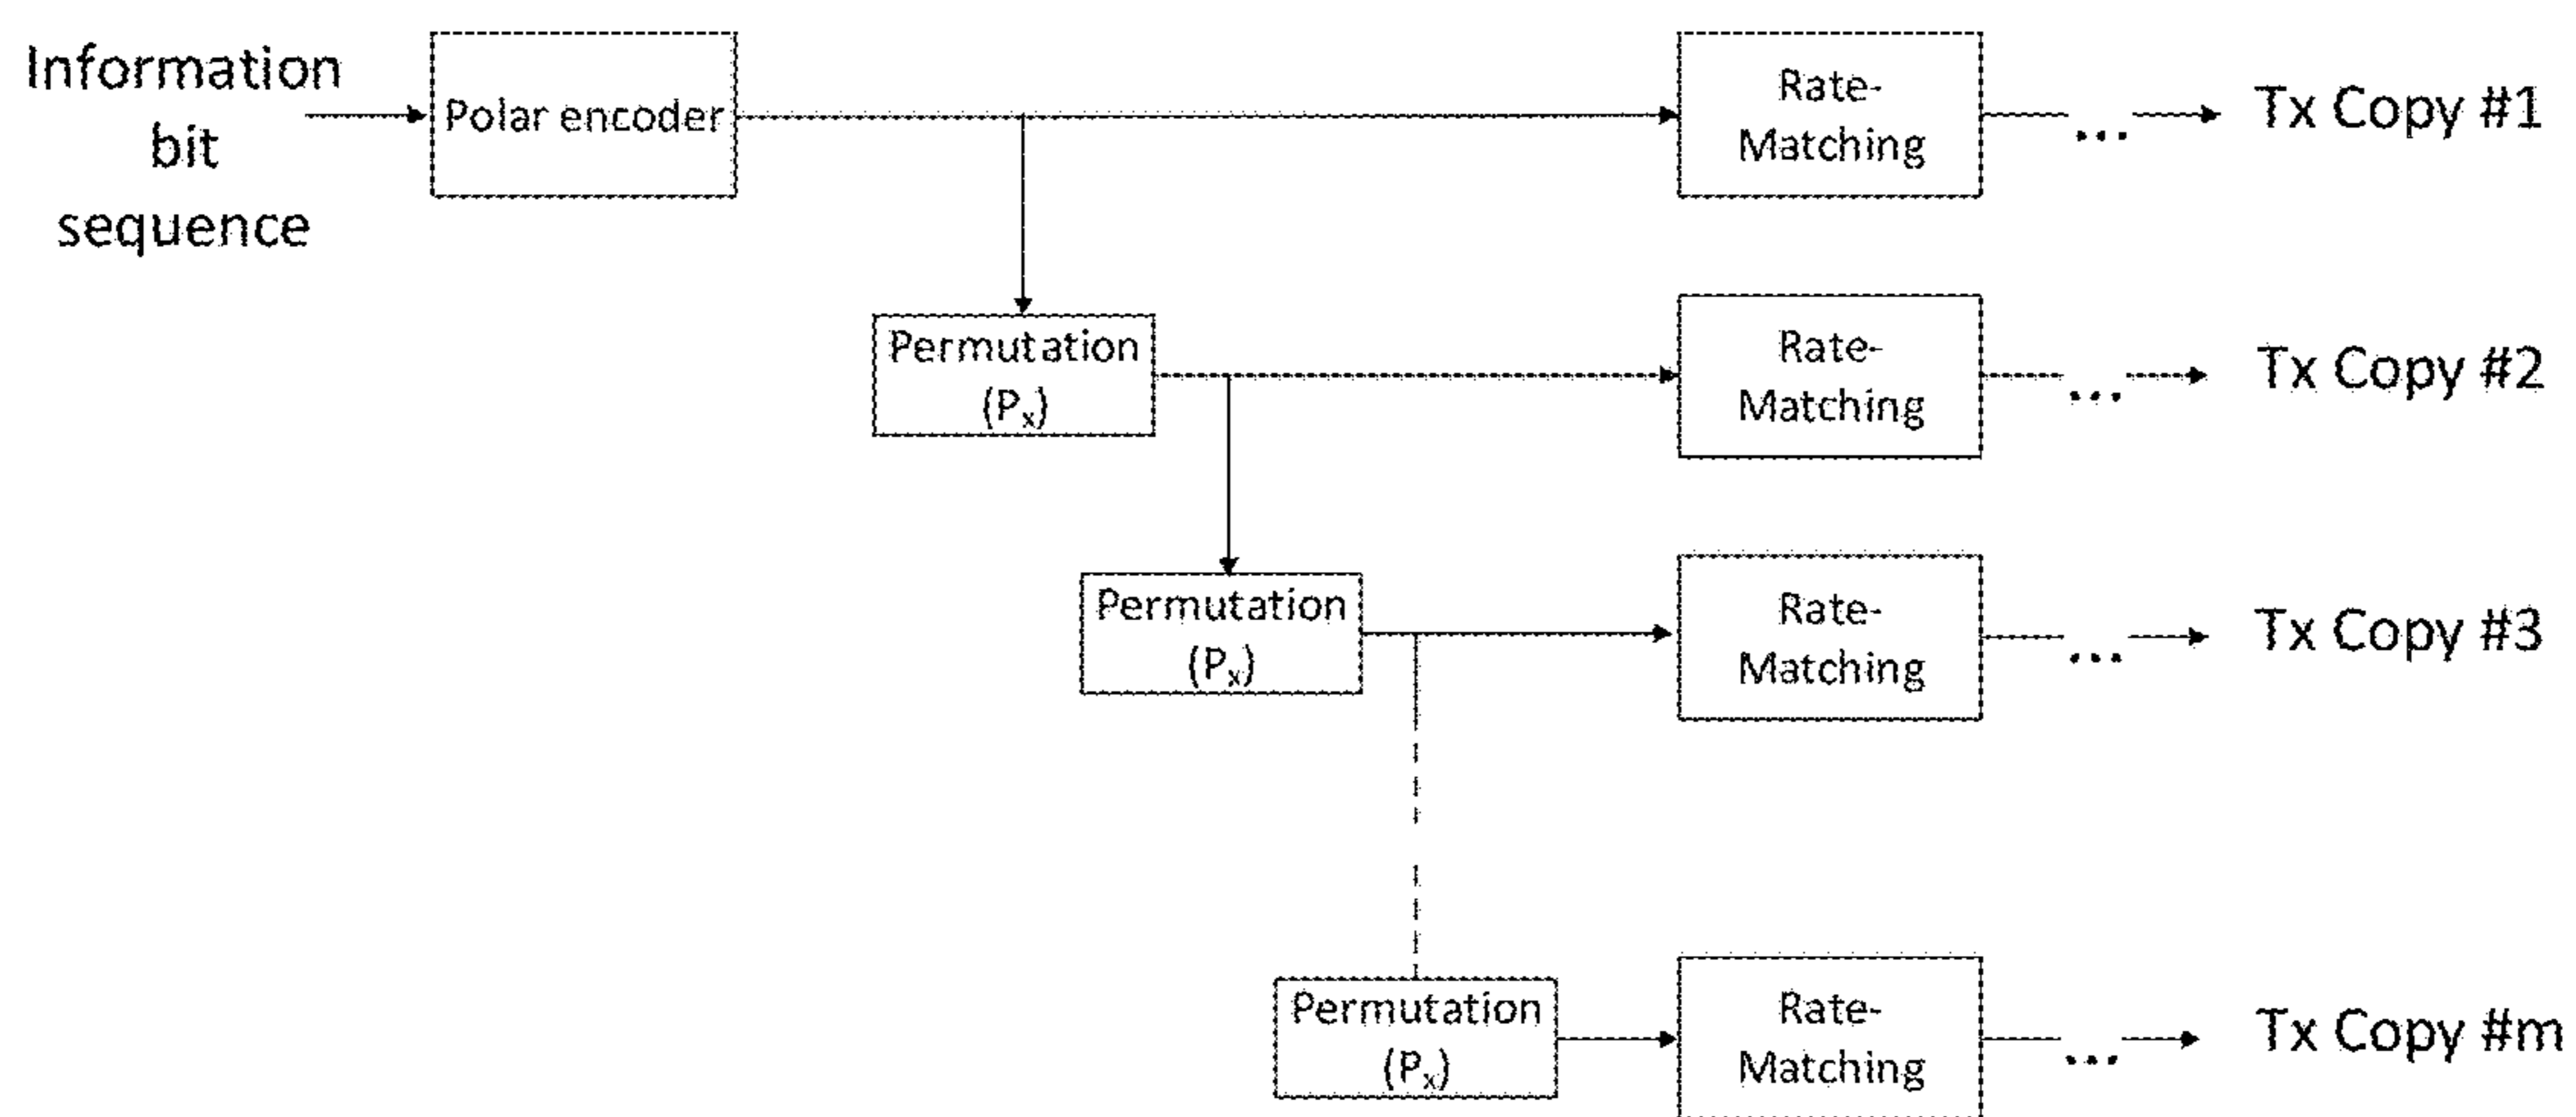 Information
bit
sequence
Polar encoder
Rate-
Matching
... Tx Copy #1
Permutation
(Pₓ)
Rate-
Matching
... Tx Copy #2
Permutation
(Pₓ)
Rate-
Matching
... Tx Copy #3
Permutation
(Pₓ)
Rate-
Matching
... Tx Copy #m